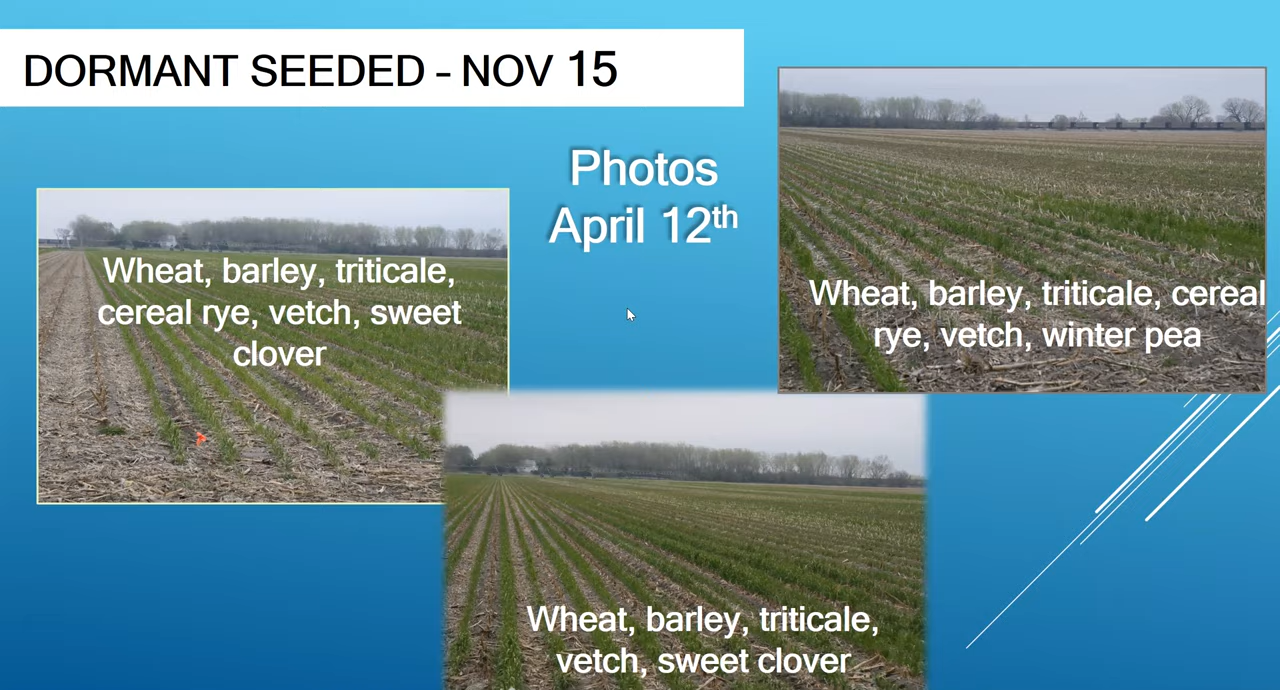 DORMANT SEEDED - NOV 15
Photos
April 12th
Wheat, barley, triticale,
cereal rye, vetch, sweet
clover
Wheat, barley, triticale, cereal
rye, vetch, winter pea
Wheat, barley, triticale,
vetch, sweet clover